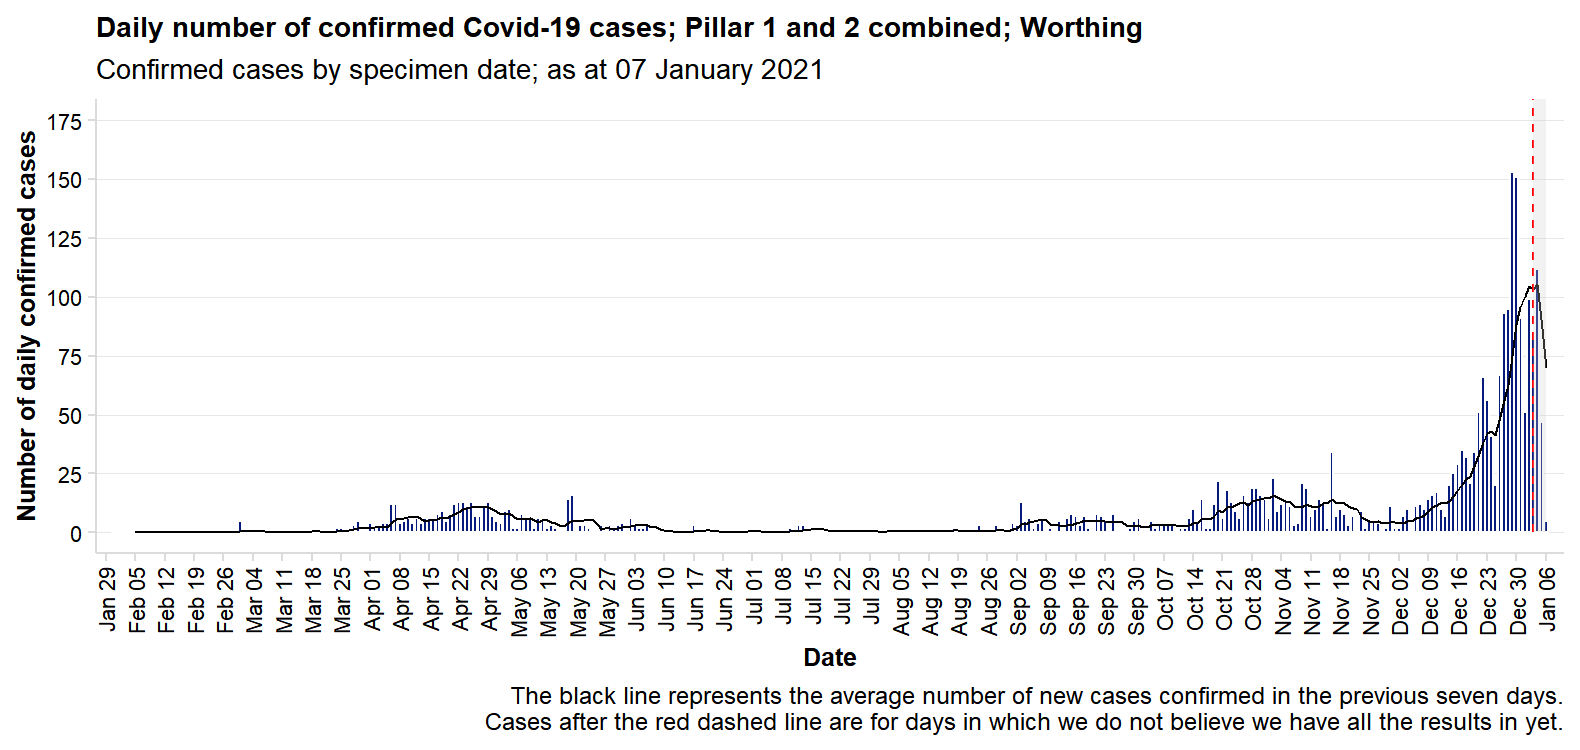 Daily number of confirmed Covid-19 cases; Pillar 1 and 2 combined; Worthing
Confirmed cases by specimen date; as at 07 January 2021
Number of daily confirmed cases
175
150
125
100
75
50
25
0
Jan 29
Feb 05
Feb 12
Feb 19
Feb 26
Mar 04
Mar 11
Mar 18
Mar 25
Apr 01
Apr 08
Apr 15
Apr 22
Apr 29
May 06
May 13
May 20
May 27
Jun 03
Jun 10
Jun 17
Jun 24
Jul 01
Jul 08
Jul 15
Jul 22
Jul 29
Aug 05
Aug 12
Aug 19
Aug 26
Sep 02
Sep 09
Sep 16
Sep 23
Sep 30
Oct 07
Oct 14
Oct 21
Oct 28
Nov 04
Nov 11
Nov 18
Nov 25
Dec 02
Dec 09
Dec 16
Dec 23
Dec 30
Jan 06
Date
The black line represents the average number of new cases confirmed in the previous seven days.
Cases after the red dashed line are for days in which we do not believe we have all the results in yet.